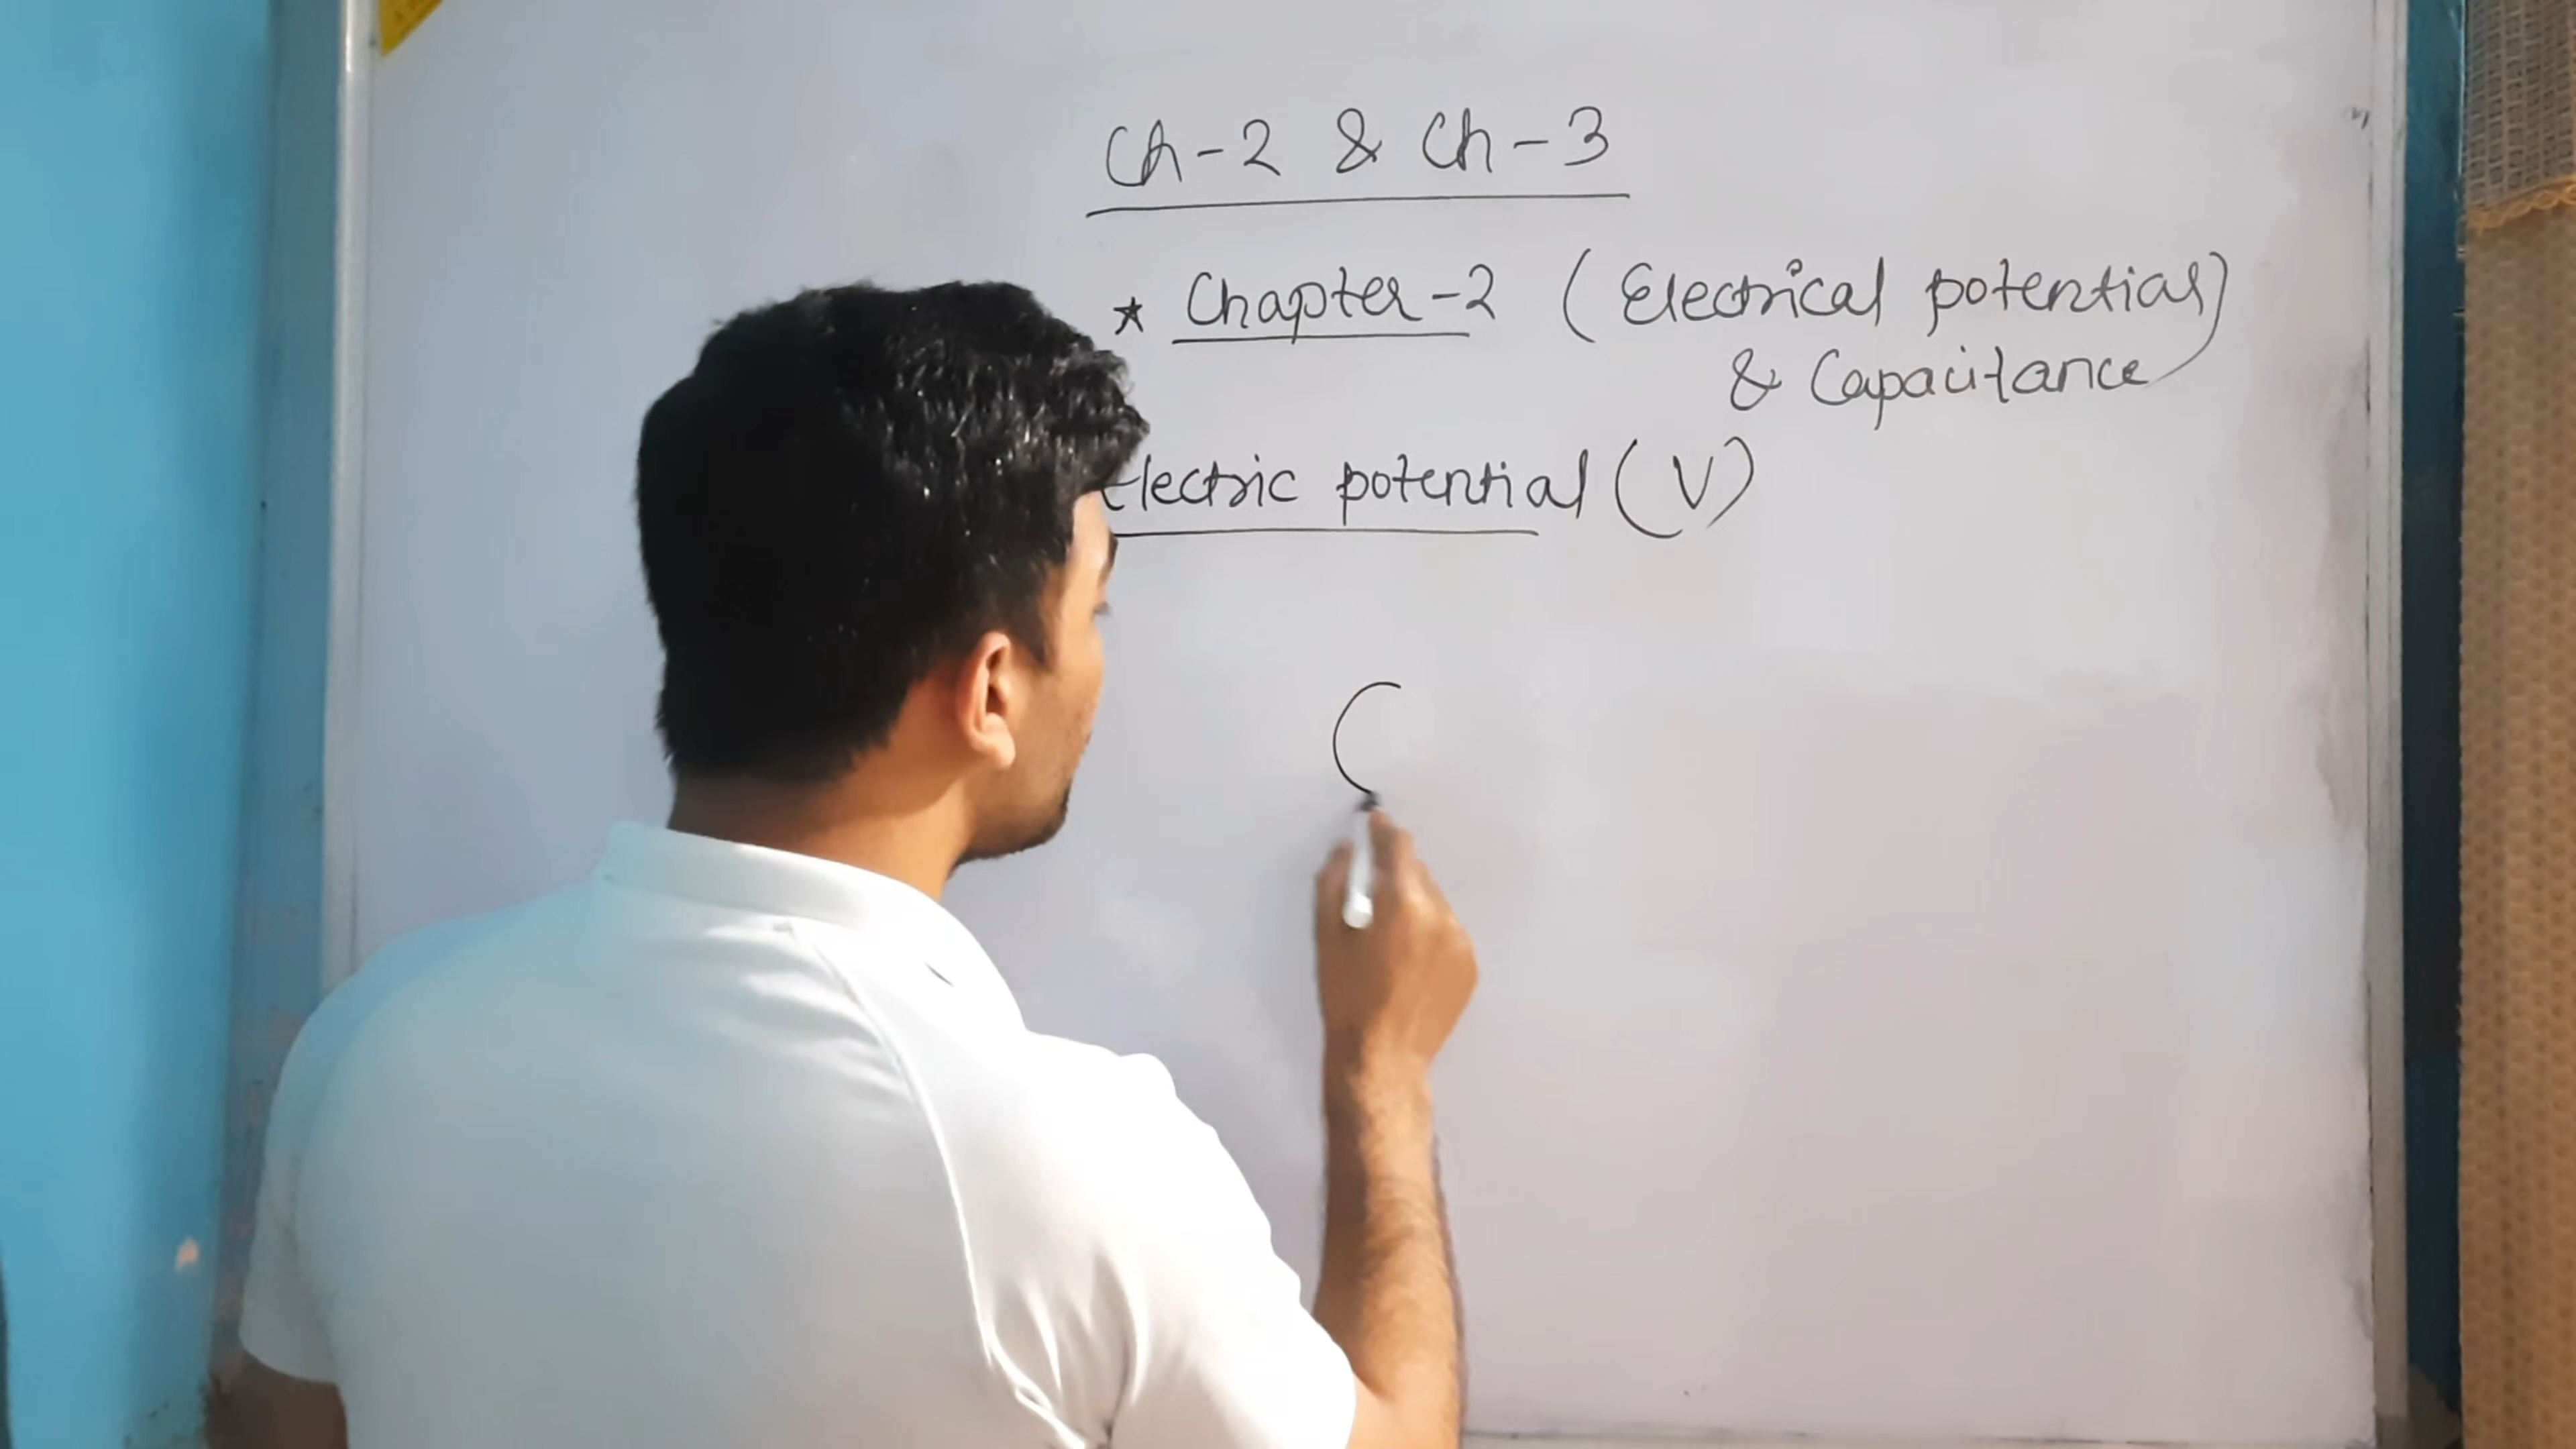 Ch-2 & Ch-3
★ Chapter-2 (Electrical potential
& Capacitance)
Electric potential (V)